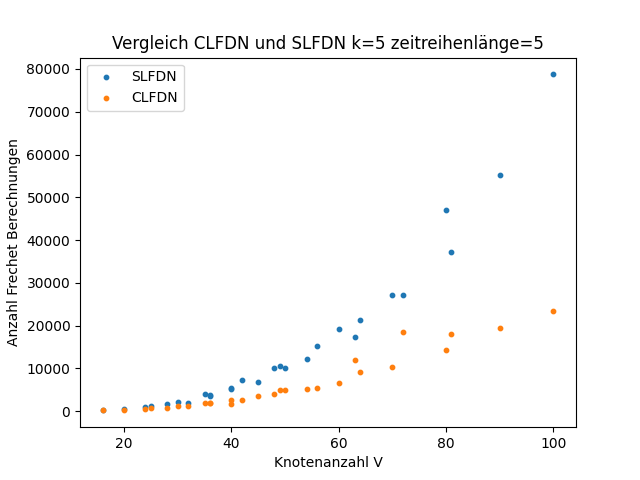 Vergleich CLFDN und SLFDN k=5 zeitreihenlänge=5
SLFDN
CLFDN
Anzahl Frechet Berechnungen
80000
70000
60000
50000
40000
30000
20000
10000
0
20 40 60 80 100
Knotenanzahl V